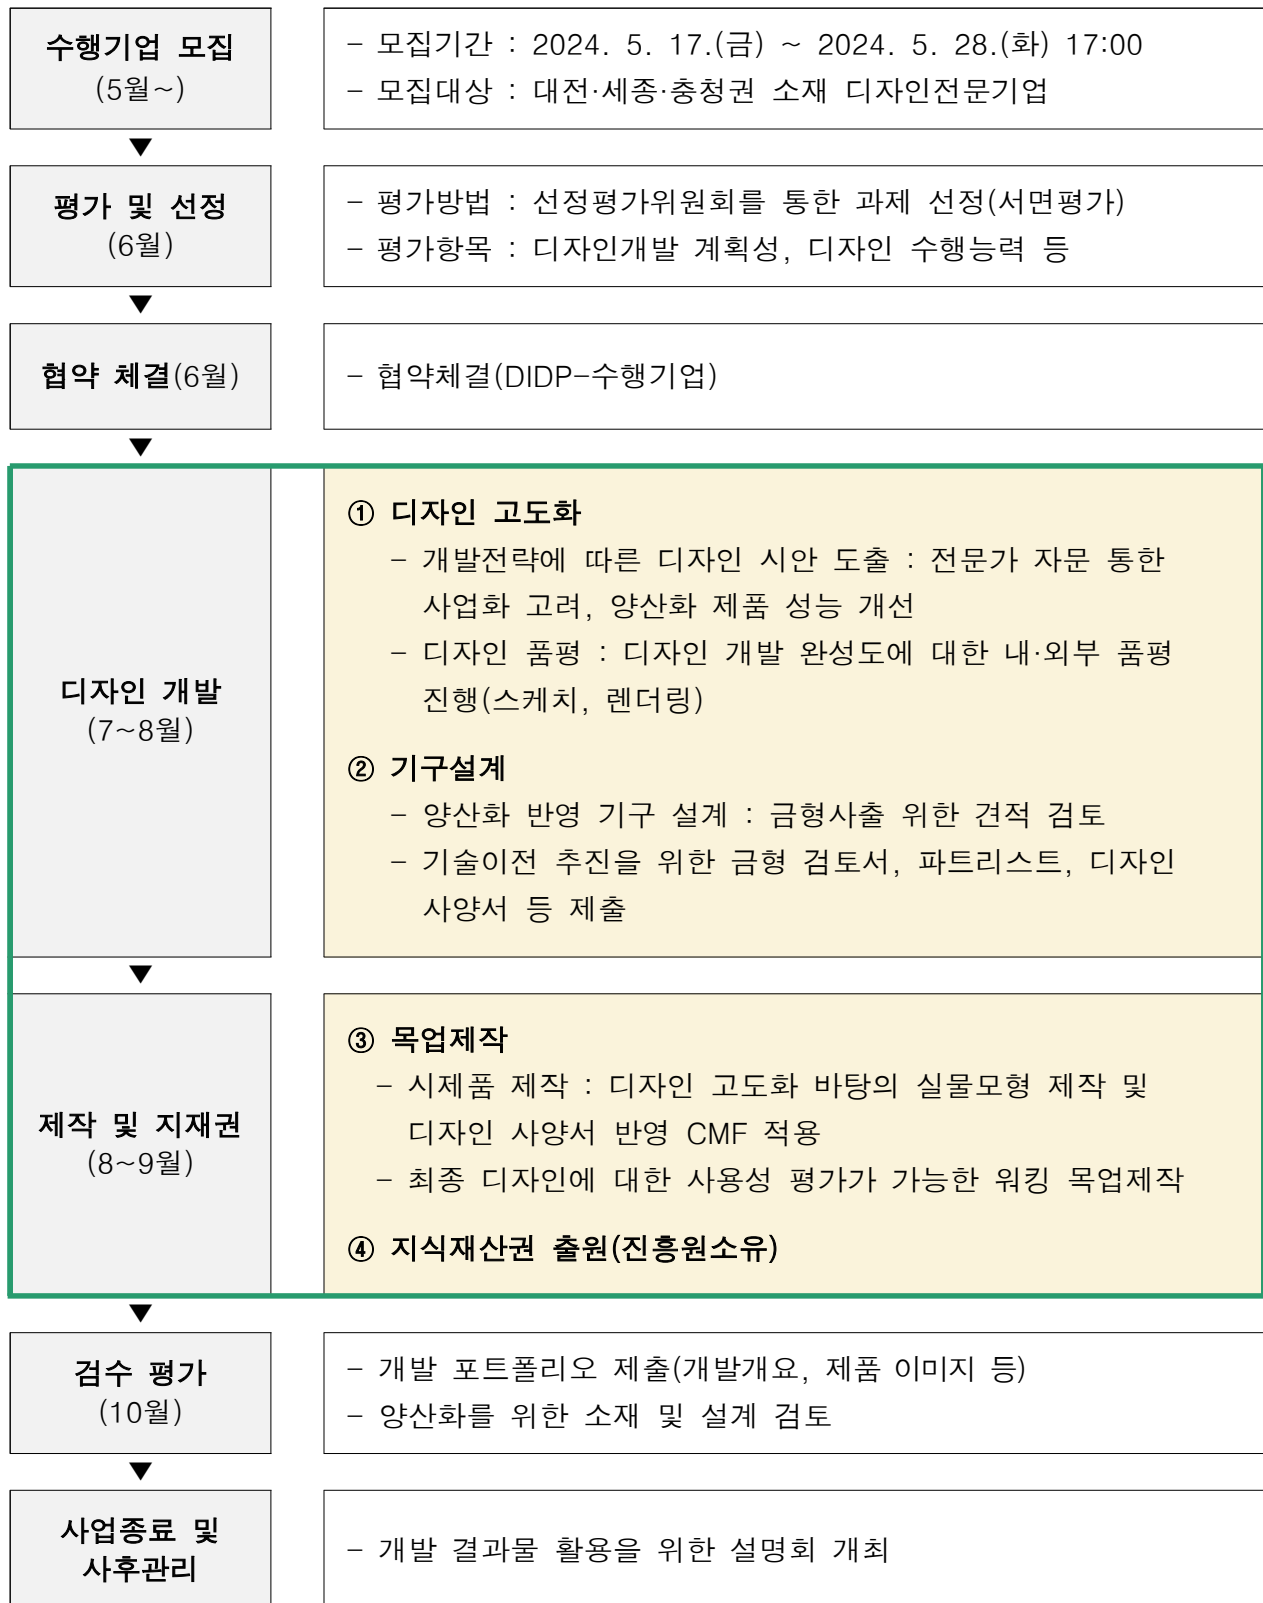 수행기업 모집
(5월~)
- 모집기간 : 2024. 5. 17.(금) ~ 2024. 5. 28.(화) 17:00
- 모집대상 : 대전·세종·충청권 소재 디자인전문기업
▼
평가 및 선정
(6월)
- 평가방법 : 선정평가위원회를 통한 과제 선정(서면평가)
- 평가항목 : 디자인개발 계획성, 디자인 수행능력 등
▼
협약 체결(6월)
- 협약체결(DIDP-수행기업)
▼
디자인 개발
(7~8월)
① 디자인 고도화
- 개발전략에 따른 디자인 시안 도출 : 전문가 자문 통한
사업화 고려, 양산화 제품 성능 개선
- 디자인 품평 : 디자인 개발 완성도에 대한 내·외부 품평
진행(스케치, 렌더링)
② 기구설계
- 양산화 반영 기구 설계 : 금형사출 위한 견적 검토
- 기술이전 추진을 위한 금형 검토서, 파트리스트, 디자인
사양서 등 제출
▼
제작 및 지재권
(8~9월)
③ 목업제작
- 시제품 제작 : 디자인 고도화 바탕의 실물모형 제작 및
디자인 사양서 반영 CMF 적용
- 최종 디자인에 대한 사용성 평가가 가능한 워킹 목업제작
④ 지식재산권 출원(진흥원소유)
▼
검수 평가
(10월)
- 개발 포트폴리오 제출(개발개요, 제품 이미지 등)
- 양산화를 위한 소재 및 설계 검토
▼
사업종료 및
사후관리
- 개발 결과물 활용을 위한 설명회 개최